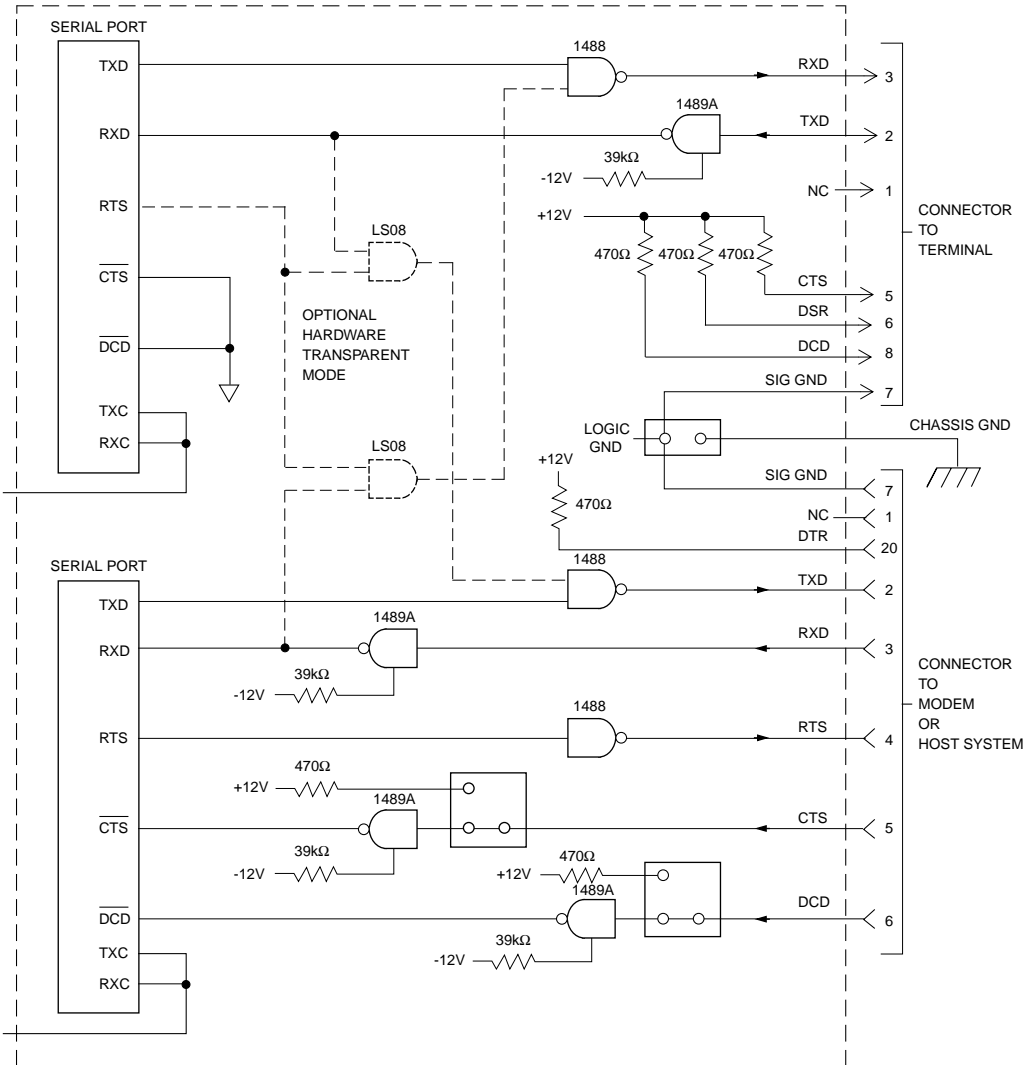 SERIAL PORT
TXD
RXD
RTS
CTS
DCD
TXC
RXC
1488
RXD
3
1489A
TXD
2
39kΩ
-12V
NC
1
+12V
470Ω
470Ω
470Ω
CTS
5
DSR
6
DCD
8
SIG GND
7
CONNECTOR
TO
TERMINAL
LS08
OPTIONAL
HARDWARE
TRANSPARENT
MODE
LS08
LOGIC
GND
CHASSIS GND
+12V
470Ω
SIG GND
7
NC
1
DTR
20
SERIAL PORT
TXD
RXD
RTS
CTS
DCD
TXC
RXC
1488
TXD
2
1489A
RXD
3
39kΩ
-12V
1488
RTS
4
470Ω
+12V
1489A
CTS
5
39kΩ
-12V
470Ω
+12V
1489A
DCD
6
39kΩ
-12V
CONNECTOR
TO
MODEM
OR
HOST SYSTEM